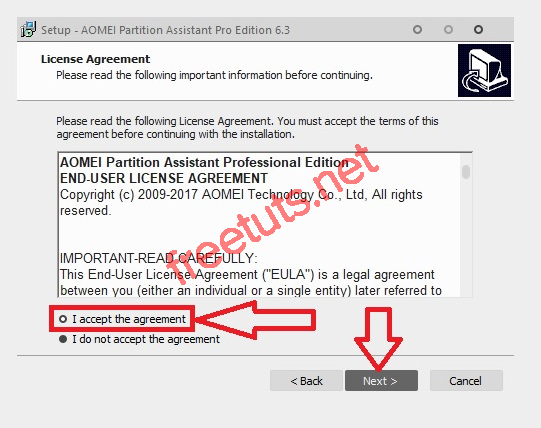 Setup - AOMEI Partition Assistant Pro Edition 6.3
License Agreement
Please read the following important information before continuing.
Please read the following License Agreement. You must accept the terms of this
agreement before continuing with the installation.
AOMEI Partition Assistant Professional Edition
END-USER LICENSE AGREEMENT
Copyright (c) 2009-2017 AOMEI Technology Co., Ltd, All rights
reserved.
IMPORTANT-READ CAREFULLY:
This End-User License Agreement ("EULA") is a legal agreement
between you (either an individual or a single entity) later referred to
freetuts.net
I accept the agreement
I do not accept the agreement
< Back Next > Cancel